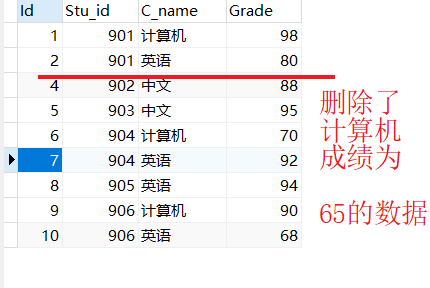 Id Stu_id C_name Grade
1 901 计算机 98
2 901 英语 80
4 902 中文 88
5 903 中文 95
6 904 计算机 70
7 904 英语 92
8 905 英语 94
9 906 计算机 90
10 906 英语 68
删除了
计算机
成绩为
65的数据